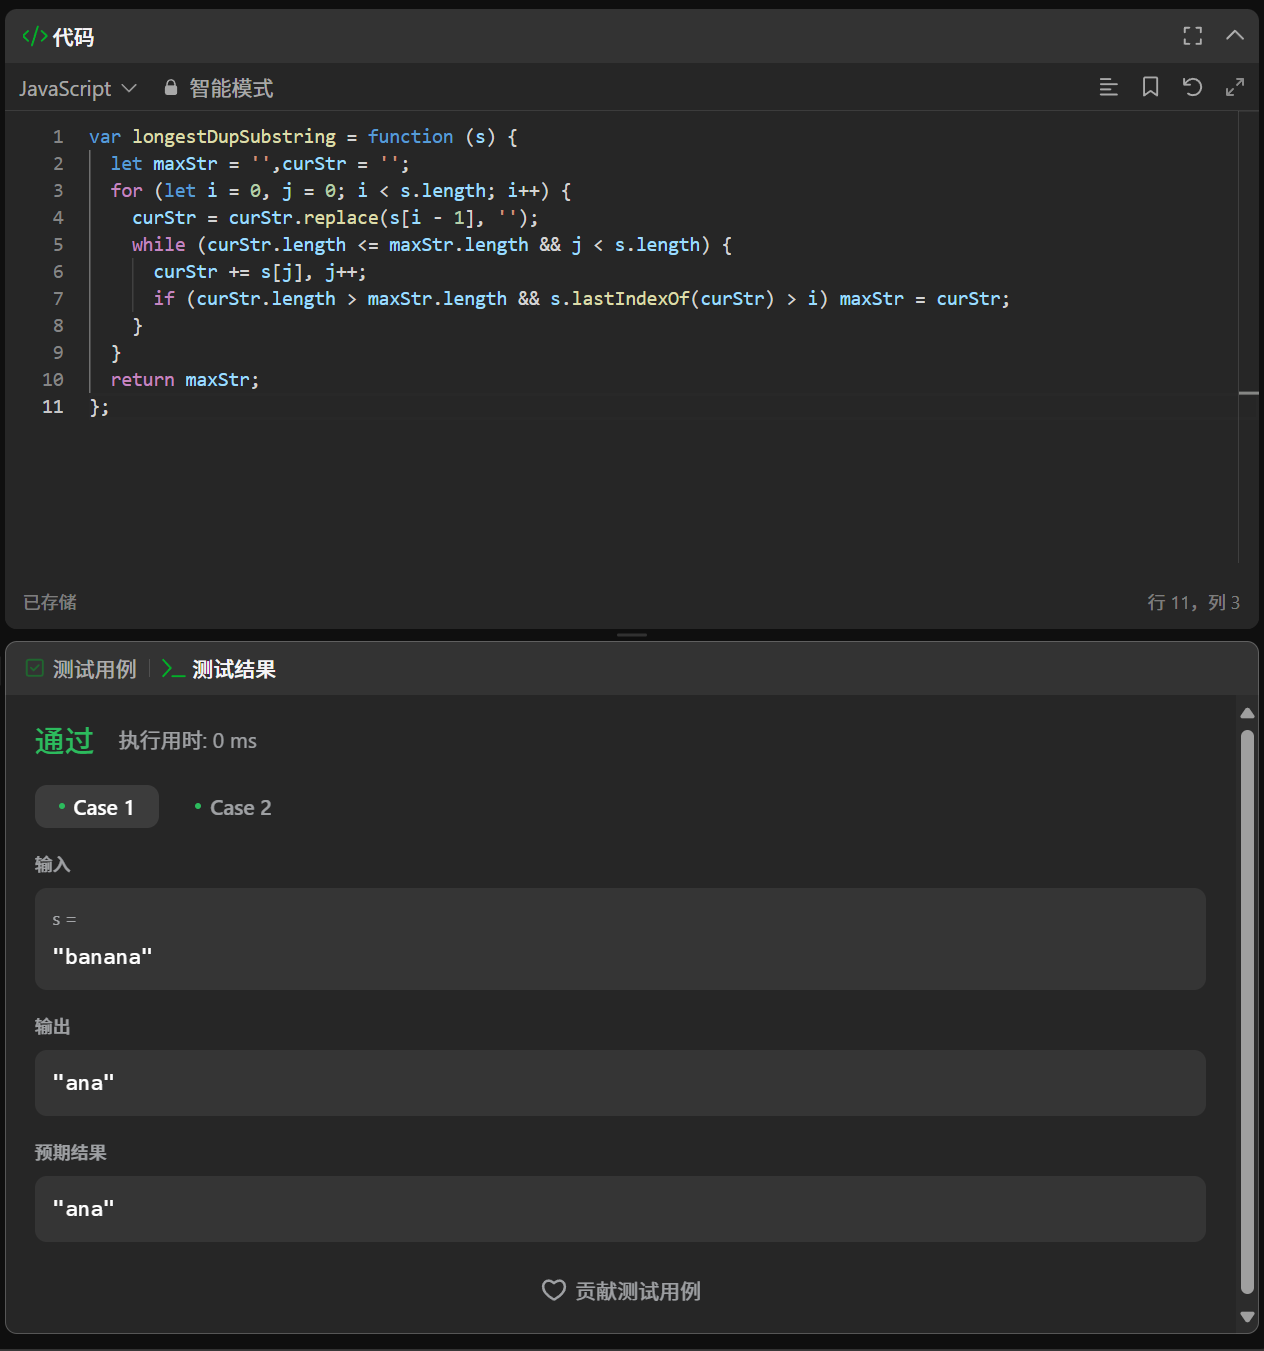 </> 代码
JavaScript 智能模式
1 var longestDupSubstring = function (s) {
2 let maxStr = '',curStr = '';
3 for (let i = 0, j = 0; i < s.length; i++) {
4 curStr = curStr.replace(s[i - 1], '');
5 while (curStr.length <= maxStr.length && j < s.length) {
6 curStr += s[j], j++;
7 if (curStr.length > maxStr.length && s.lastIndexOf(curStr) > i) maxStr = curStr;
8 }
9 }
10 return maxStr;
11 };
已存储 行 11，列 3
测试用例 >_ 测试结果
通过 执行用时: 0 ms
• Case 1 • Case 2
输入
s =
"banana"
输出
"ana"
预期结果
"ana"
贡献测试用例